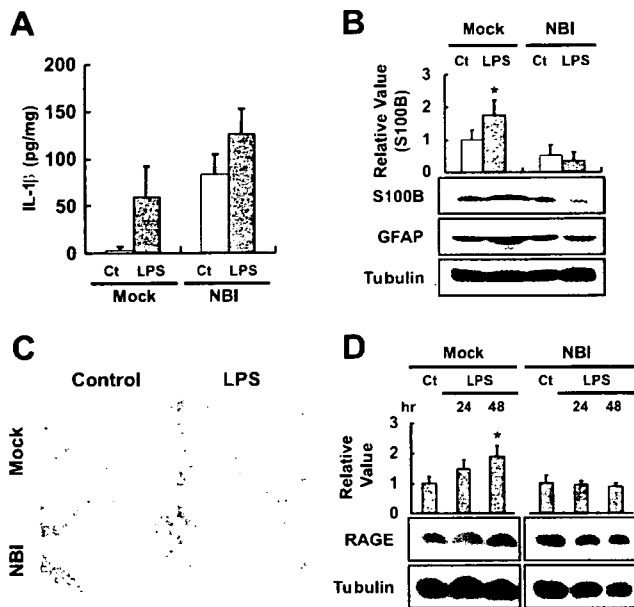 A
IL-1β (pg/mg)
150
100
50
0
Ct LPS Ct LPS
Mock NBI
B
Mock NBI
Ct LPS Ct LPS
Relative Value
(S100B)
3
2
1
0
*
S100B
GFAP
Tubulin
C
Control LPS
Mock
NBI
D
Mock NBI
Ct LPS Ct LPS
hr 24 48 24 48
Relative
Value
3
2
1
0
*
RAGE
Tubulin